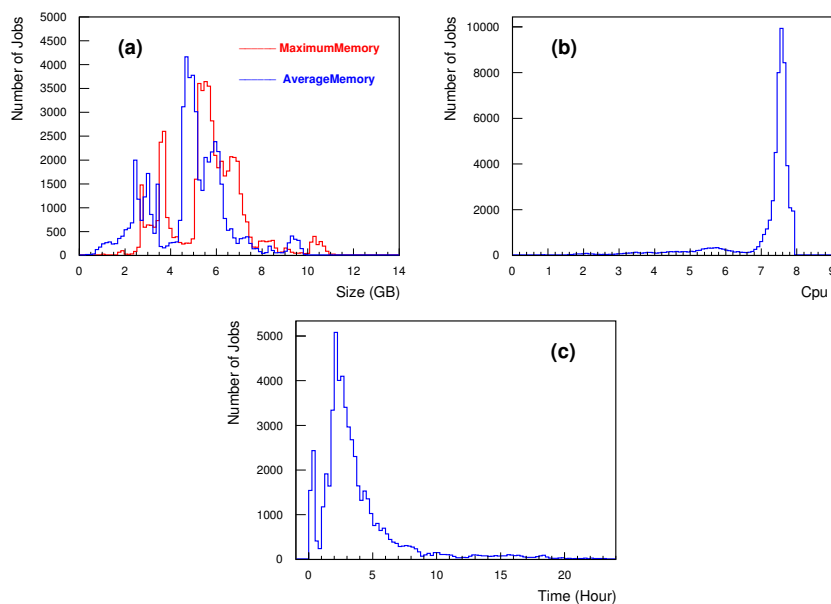 Number of Jobs
5000
4500
4000
3500
3000
2500
2000
1500
1000
500
0
(a)
MaximumMemory
AverageMemory
0 2 4 6 8 10 12 14
Size (GB)
Number of Jobs
10000
8000
6000
4000
2000
0
(b)
0 1 2 3 4 5 6 7 8 9
Cpu
Number of Jobs
5000
4000
3000
2000
1000
0
(c)
0 5 10 15 20
Time (Hour)